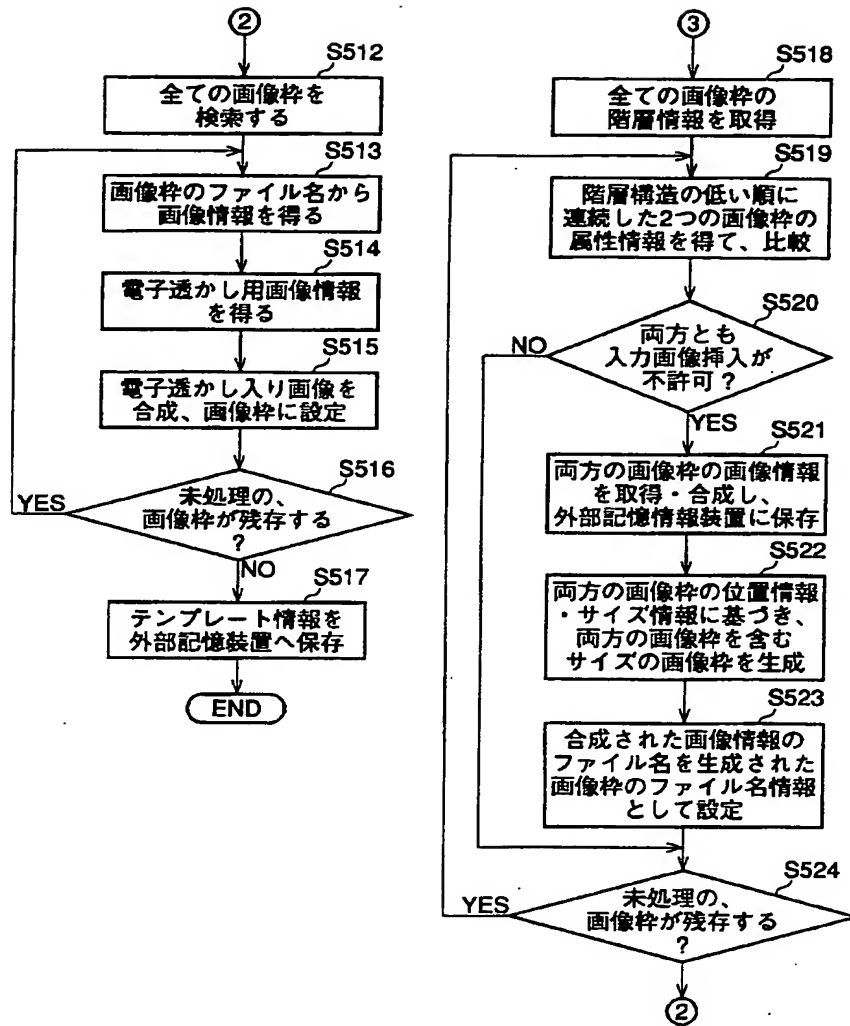 ②
S512
全ての画像枠を
検索する
S513
画像枠のファイル名から
画像情報を得る
S514
電子透かし用画像情報
を得る
S515
電子透かし入り画像を
合成、画像枠に設定
S516
未処理の、
画像枠が残存する
?
YES
NO
S517
テンプレート情報を
外部記憶装置へ保存
END
③
S518
全ての画像枠の
階層情報を取得
S519
階層構造の低い順に
連続した2つの画像枠の
属性情報を得て、比較
S520
両方とも
入力画像挿入が
不許可?
NO
YES
S521
両方の画像枠の画像情報
を取得・合成し、
外部記憶情報装置に保存
S522
両方の画像枠の位置情報
・サイズ情報に基づき、
両方の画像枠を含む
サイズの画像枠を生成
S523
合成された画像情報の
ファイル名を生成された
画像枠のファイル名情報
として設定
S524
未処理の、
画像枠が残存する
?
YES
②